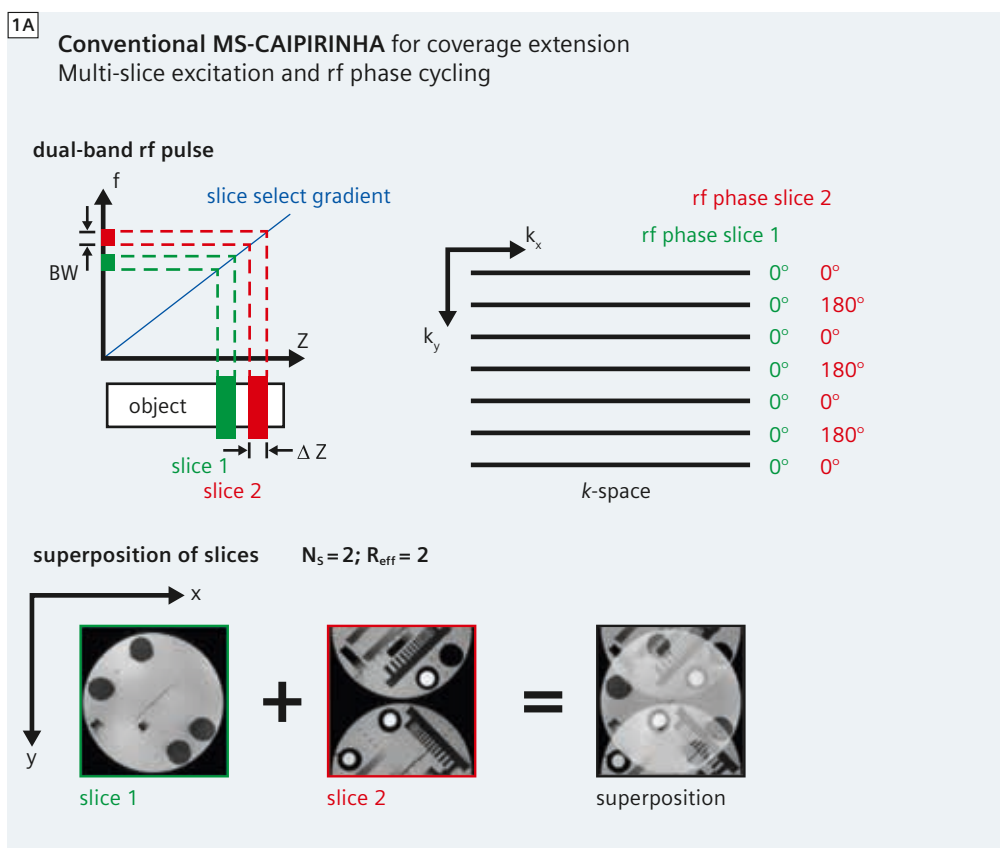 1A
Conventional MS-CAIPIRINHA for coverage extension
Multi-slice excitation and rf phase cycling
dual-band rf pulse
f
slice select gradient
BW
Z
object
Δ Z
slice 1
slice 2
rf phase slice 2
rf phase slice 1
kx
ky
0° 0°
0° 180°
0° 0°
0° 180°
0° 0°
0° 180°
0° 0°
k-space
superposition of slices NS = 2; Reff = 2
x
y
+
=
slice 1
slice 2
superposition